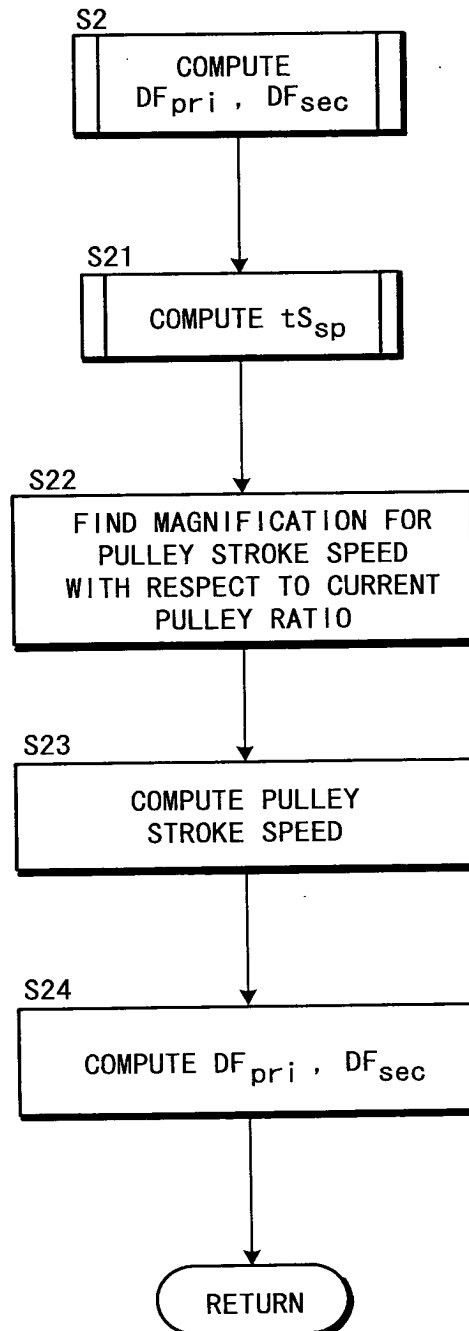 S2
COMPUTE
DFpri , DFsec
S21
COMPUTE tSsp
S22
FIND MAGNIFICATION FOR
PULLEY STROKE SPEED
WITH RESPECT TO CURRENT
PULLEY RATIO
S23
COMPUTE PULLEY
STROKE SPEED
S24
COMPUTE DFpri , DFsec
RETURN